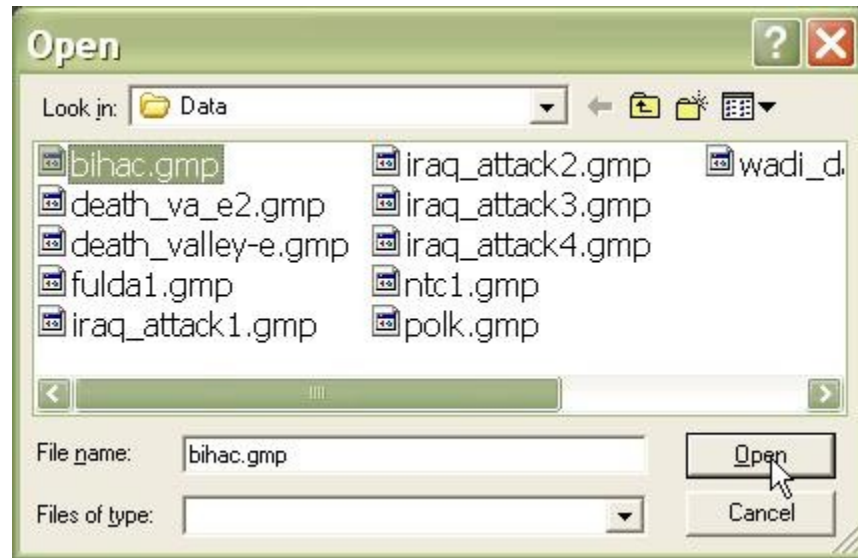 Open
Look in: Data
bihac.gmp iraq_attack2.gmp wadi_d
death_va_e2.gmp iraq_attack3.gmp
death_valley-e.gmp iraq_attack4.gmp
fulda1.gmp ntc1.gmp
iraq_attack1.gmp polk.gmp
File name: bihac.gmp Open
Files of type: Cancel